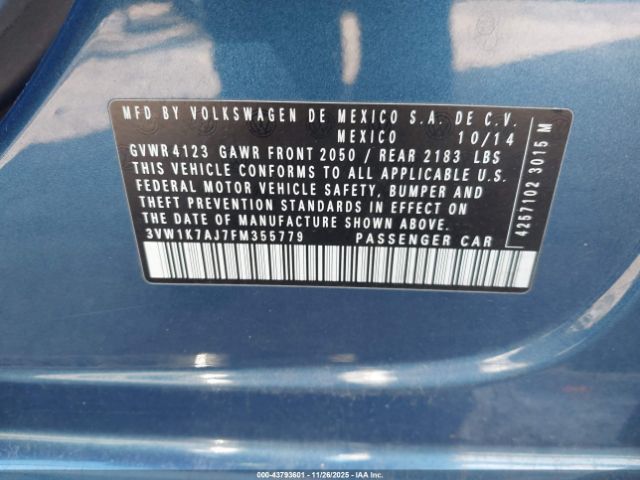 MFD BY VOLKSWAGEN DE MEXICO S.A. DE C.V.
MEXICO 10/14
GVWR 4123 GAWR FRONT 2050 / REAR 2183 LBS
THIS VEHICLE CONFORMS TO ALL APPLICABLE U.S.
FEDERAL MOTOR VEHICLE SAFETY, BUMPER AND
THEFT PREVENTION STANDARDS IN EFFECT ON
THE DATE OF MANUFACTURE SHOWN ABOVE.
3VW1K7AJ7FM355779 PASSENGER CAR
4257102 3015 M
000-43793601 - 11/26/2025 - IAAI.COM